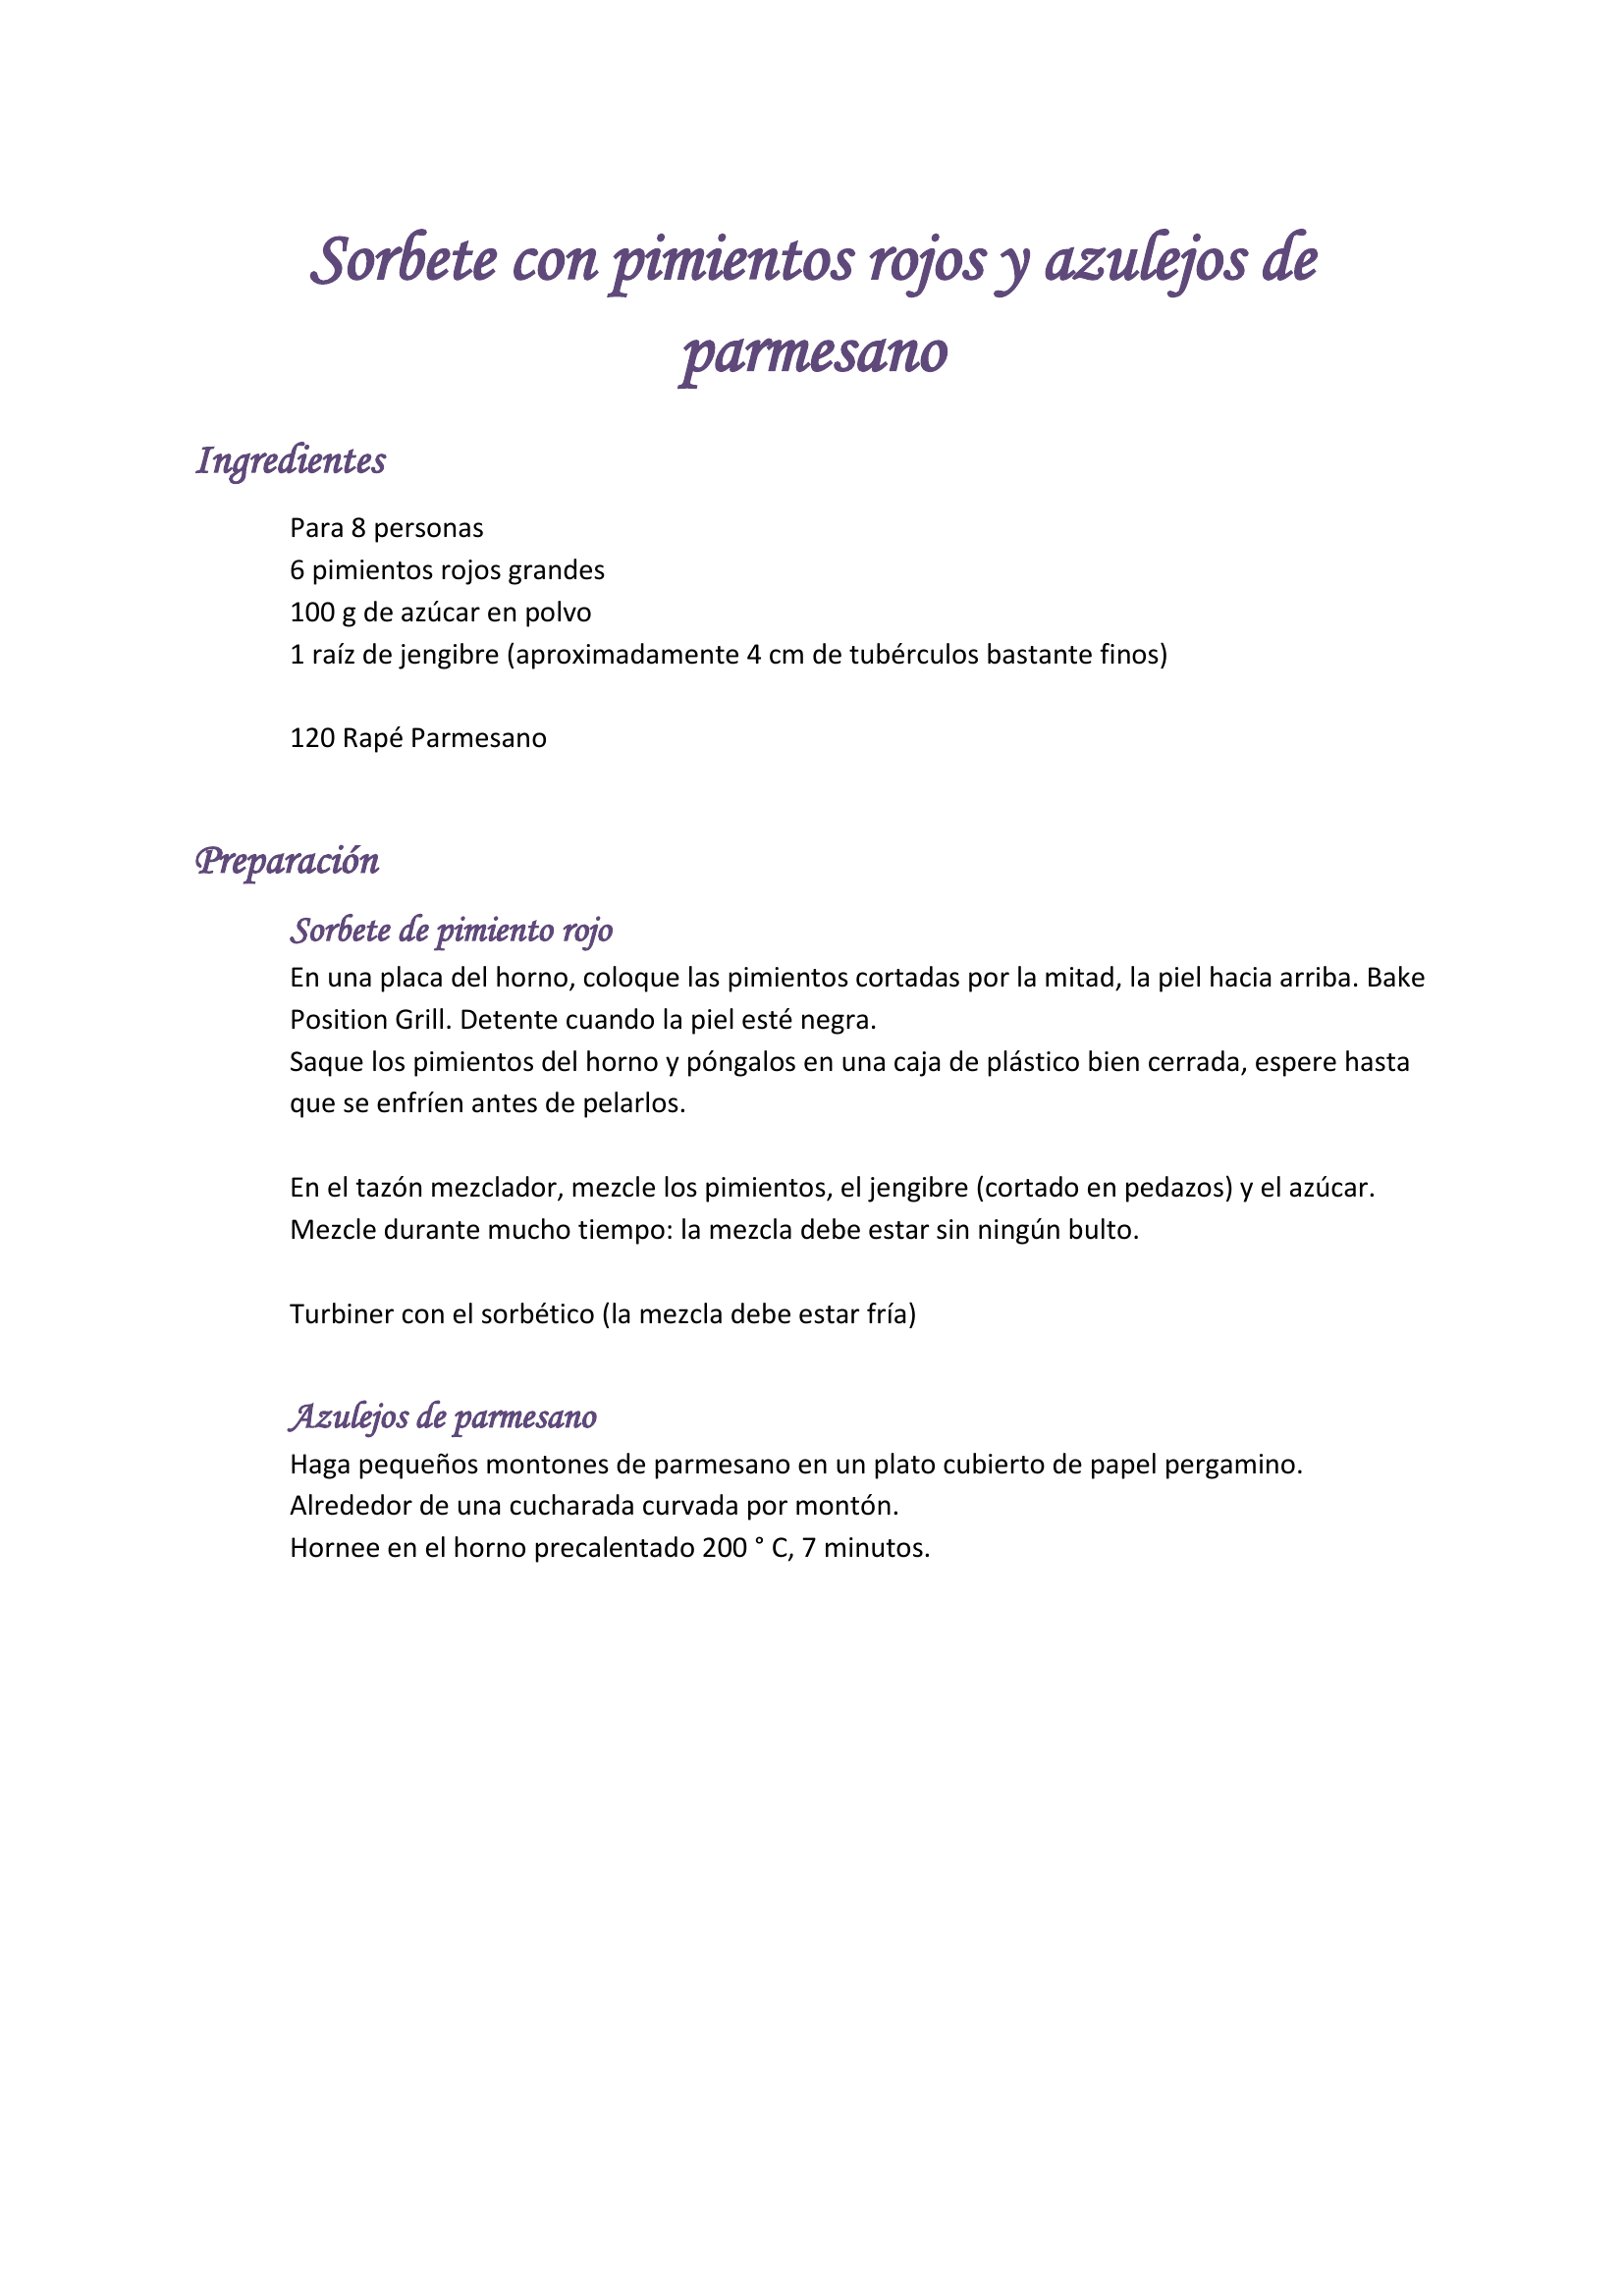 Sorbete con pimientos rojos y azulejos de
parmesano
Ingredientes
Para 8 personas
6 pimientos rojos grandes
100 g de azúcar en polvo
1 raíz de jengibre (aproximadamente 4 cm de tubérculos bastante finos)
120 Rapé Parmesano
Preparación
Sorbete de pimiento rojo
En una placa del horno, coloque las pimientos cortadas por la mitad, la piel hacia arriba. Bake
Position Grill. Detente cuando la piel esté negra.
Saque los pimientos del horno y póngalos en una caja de plástico bien cerrada, espere hasta
que se enfríen antes de pelarlos.
En el tazón mezclador, mezcle los pimientos, el jengibre (cortado en pedazos) y el azúcar.
Mezcle durante mucho tiempo: la mezcla debe estar sin ningún bulto.
Turbiner con el sorbético (la mezcla debe estar fría)
Azulejos de parmesano
Haga pequeños montones de parmesano en un plato cubierto de papel pergamino.
Alrededor de una cucharada curvada por montón.
Hornee en el horno precalentado 200 ° C, 7 minutos.